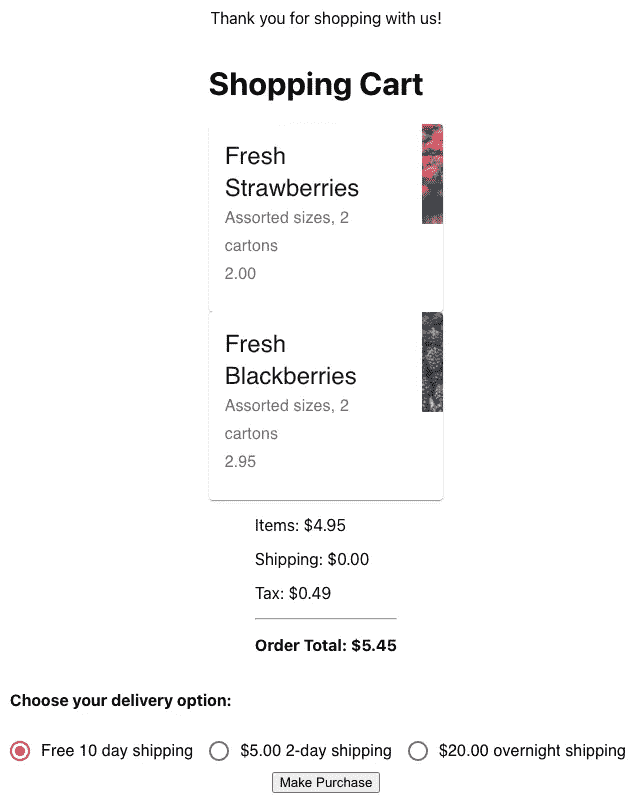 Thank you for shopping with us!
Shopping Cart
Fresh
Strawberries
Assorted sizes, 2
cartons
2.00
Fresh
Blackberries
Assorted sizes, 2
cartons
2.95
Items: $4.95
Shipping: $0.00
Tax: $0.49
Order Total: $5.45
Choose your delivery option:
Free 10 day shipping $5.00 2-day shipping $20.00 overnight shipping
Make Purchase